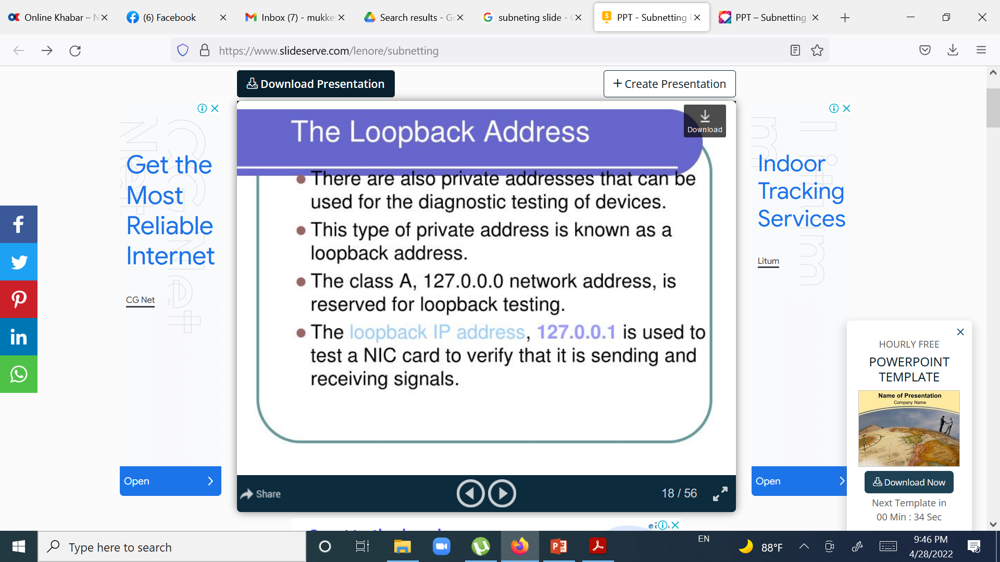 Online Khabar – N
(6) Facebook
Inbox (7) - mukke
Search results - Go
subneting slide - 
PPT - Subnetting
PPT – Subnetting
https://www.slideserve.com/lenore/subnetting
Download Presentation
+ Create Presentation
Download
The Loopback Address
There are also private addresses that can be
used for the diagnostic testing of devices.
This type of private address is known as a
loopback address.
The class A, 127.0.0.0 network address, is
reserved for loopback testing.
The loopback IP address, 127.0.0.1 is used to
test a NIC card to verify that it is sending and
receiving signals.
Share
18 / 56
CG Net
Get the
Most
Reliable
Internet
CG Net
Open
litum
Indoor
Tracking
Services
Litum
Open
HOURLY FREE
POWERPOINT
TEMPLATE
Name of Presentation
Company Name
Download Now
Next Template in
00 Min : 34 Sec
Type here to search
EN
88°F
9:46 PM
4/28/2022